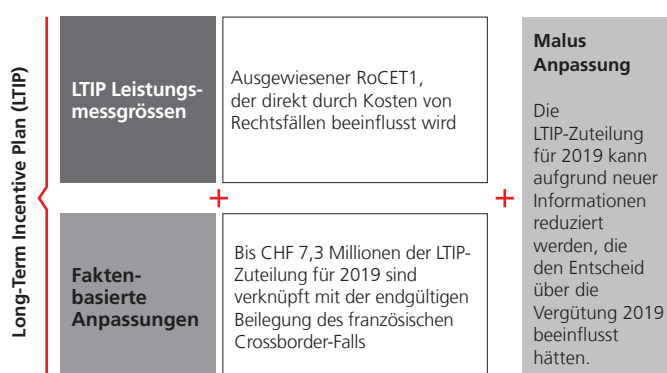 Long-Term Incentive Plan (LTIP)
LTIP Leistungs-
messgrössen
Ausgewiesener RoCET1,
der direkt durch Kosten von
Rechtsfällen beeinflusst wird
+
Fakten-
basierte
Anpassungen
Bis CHF 7,3 Millionen der LTIP-
Zuteilung für 2019 sind
verknüpft mit der endgültigen
Beilegung des französischen
Crossborder-Falls
+
Malus
Anpassung
Die
LTIP-Zuteilung
für 2019 kann
aufgrund neuer
Informationen
reduziert
werden, die
den Entscheid
über die
Vergütung 2019
beeinflusst
hätten.